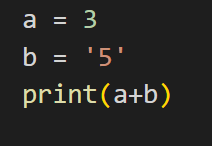 a = 3
b = '5'
print(a+b)